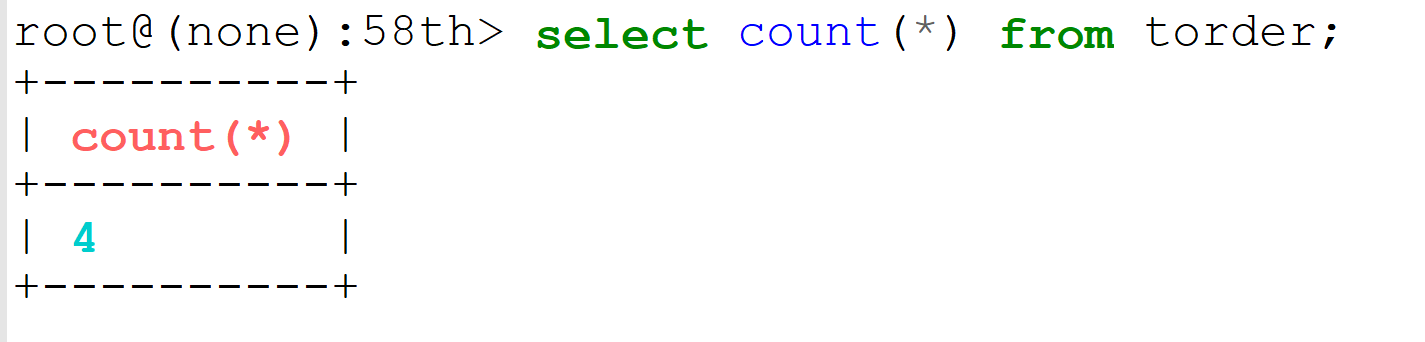 root@(none):58th> select count(*) from torder;
+----------+
| count(*) |
+----------+
| 4        |
+----------+